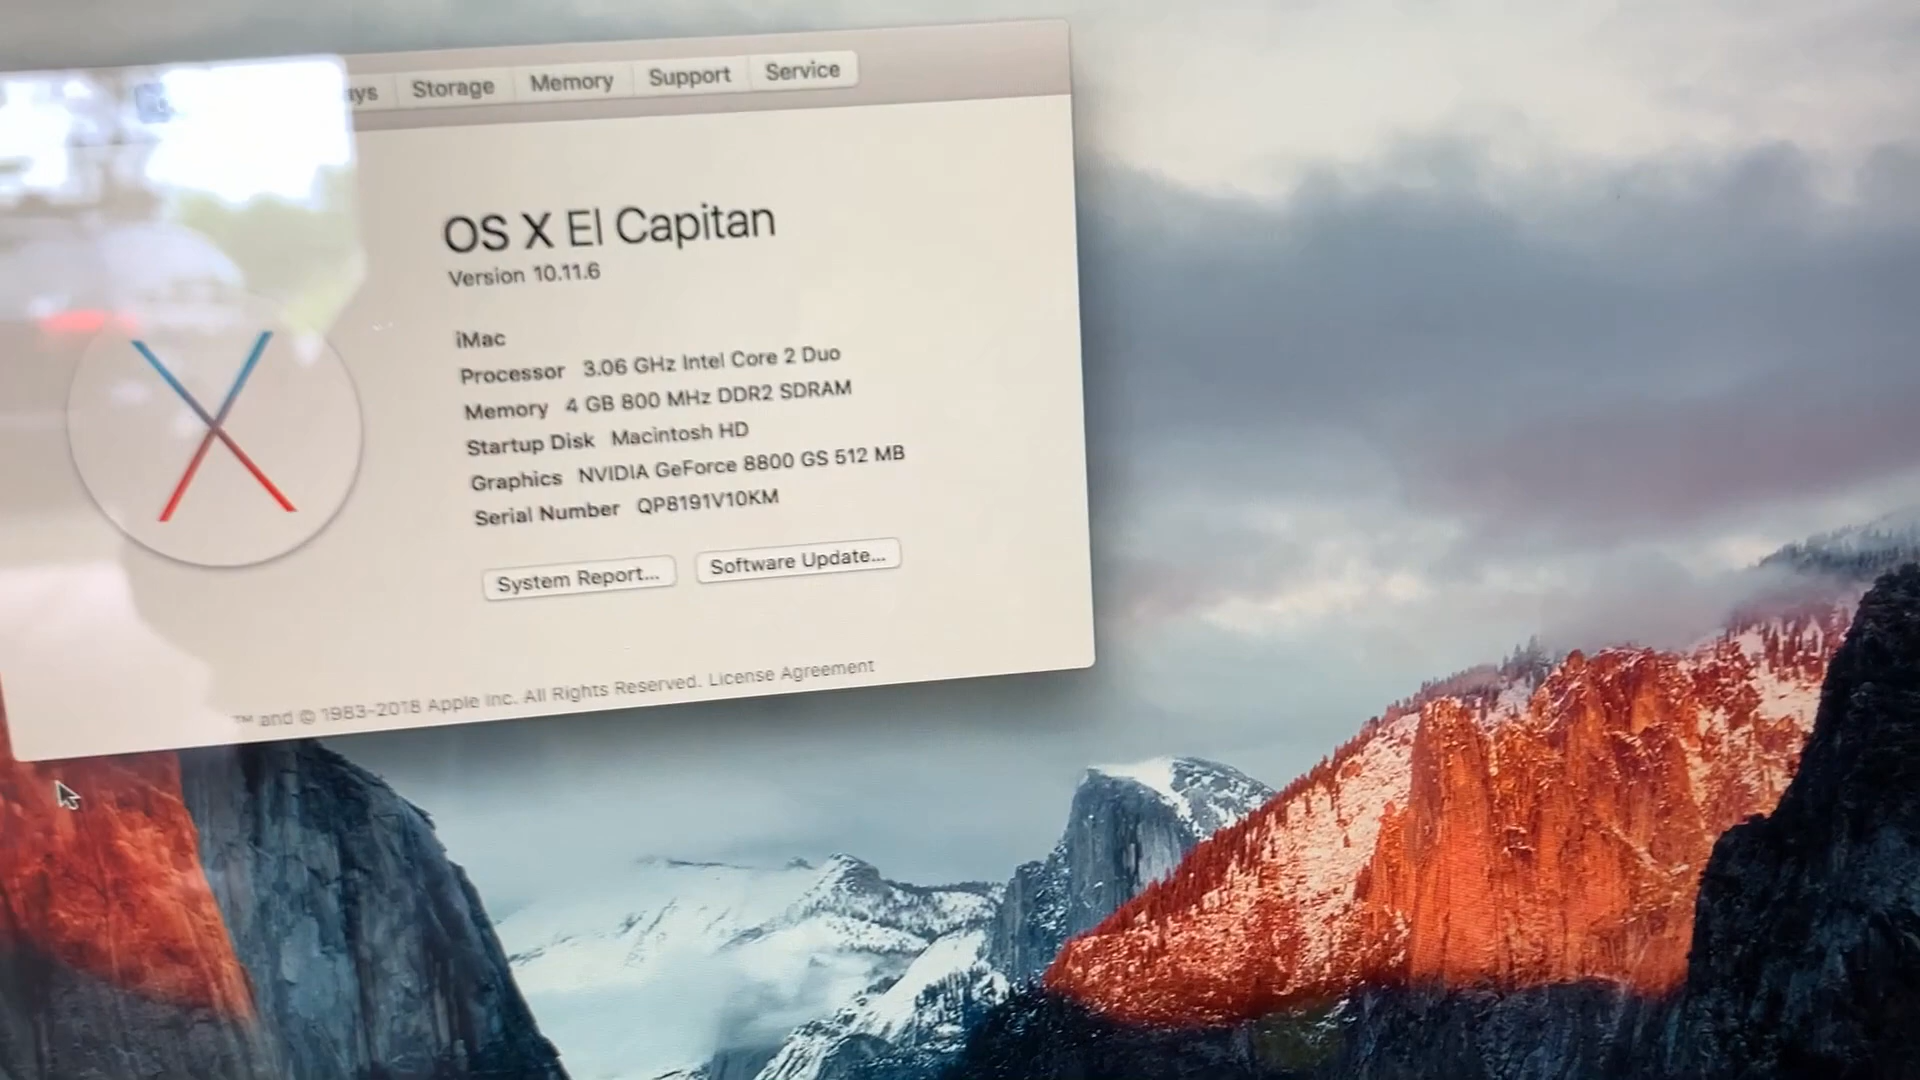 Storage Memory Support Service
OS X El Capitan
Version 10.11.6
iMac
Processor 3.06 GHz Intel Core 2 Duo
Memory 4 GB 800 MHz DDR2 SDRAM
Startup Disk Macintosh HD
Graphics NVIDIA GeForce 8800 GS 512 MB
Serial Number QP8191V10KM
System Report... Software Update...
™ and © 1983-2018 Apple Inc. All Rights Reserved. License Agreement